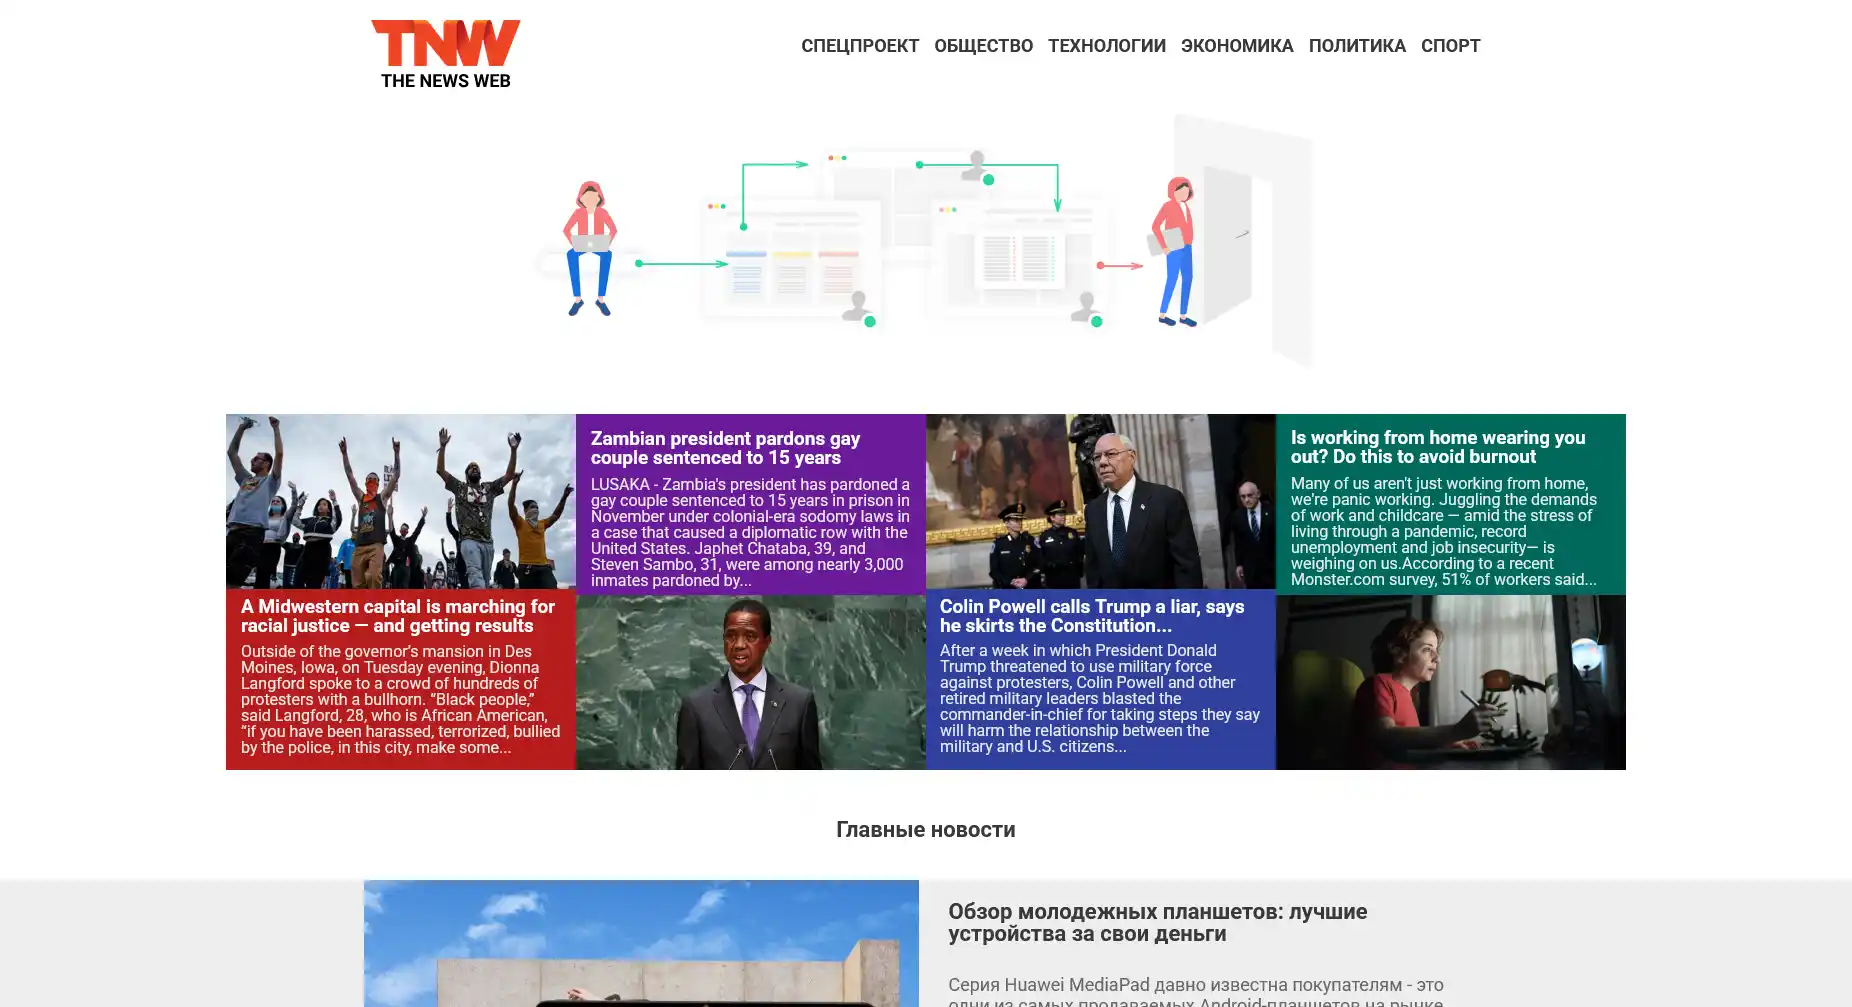 TNW
THE NEWS WEB
СПЕЦПРОЕКТ ОБЩЕСТВО ТЕХНОЛОГИИ ЭКОНОМИКА ПОЛИТИКА СПОРТ
A Midwestern capital is marching for
racial justice — and getting results
Outside of the governor's mansion in Des
Moines, Iowa, on Tuesday evening, Dionna
Langford spoke to a crowd of hundreds of
protesters with a bullhorn. “Black people,”
said Langford, 28, who is African American,
“if you have been harassed, terrorized, bullied
by the police, in this city, make some...
Zambian president pardons gay
couple sentenced to 15 years
LUSAKA - Zambia's president has pardoned a
gay couple sentenced to 15 years in prison in
November under colonial-era sodomy laws in
a case that caused a diplomatic row with the
United States. Japhet Chataba, 39, and
Steven Sambo, 31, were among nearly 3,000
inmates pardoned by...
Colin Powell calls Trump a liar, says
he skirts the Constitution...
After a week in which President Donald
Trump threatened to use military force
against protesters, Colin Powell and other
retired military leaders blasted the
commander-in-chief for taking steps they say
will harm the relationship between the
military and U.S. citizens...
Is working from home wearing you
out? Do this to avoid burnout
Many of us aren't just working from home,
we're panic working. Juggling the demands
of work and childcare — amid the stress of
living through a pandemic, record
unemployment and job insecurity— is
weighing on us.According to a recent
Monster.com survey, 51% of workers said...
Главные новости
Обзор молодежных планшетов: лучшие
устройства за свои деньги
Серия Huawei MediaPad давно известна покупателям - это
одни из самых продаваемых Android-планшетов на рынке